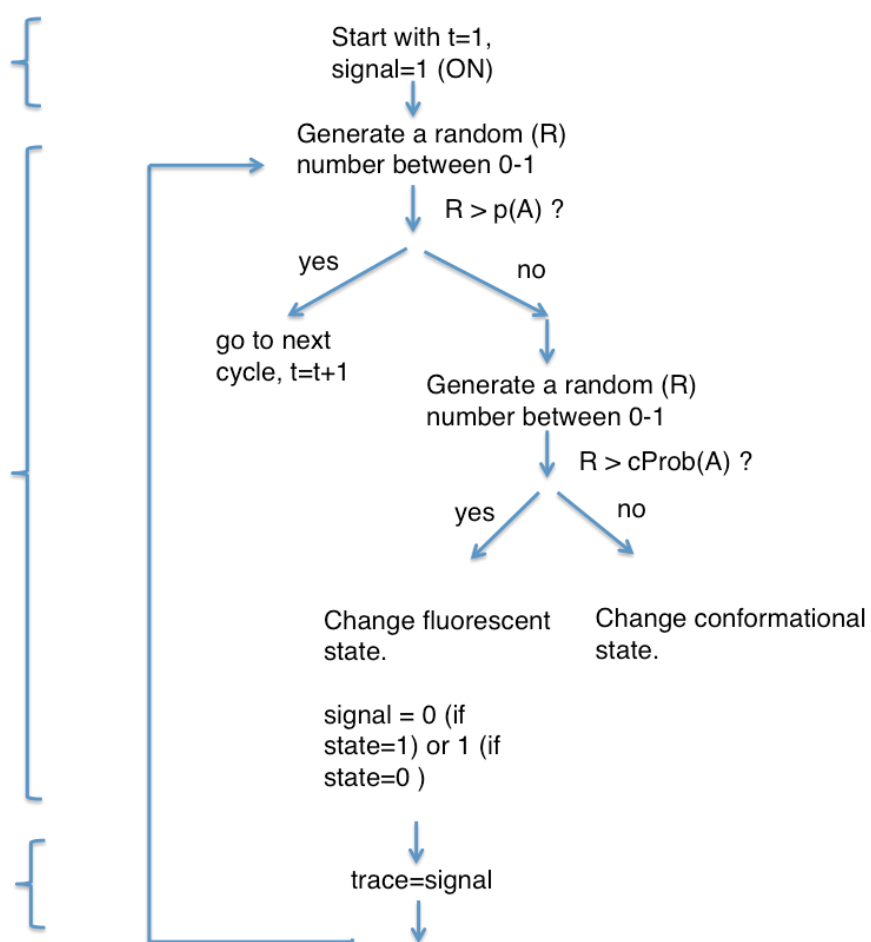 Start with t=1,
signal=1 (ON)
Generate a random (R)
number between 0-1
R > p(A) ?
yes
no
go to next
cycle, t=t+1
Generate a random (R)
number between 0-1
R > cProb(A) ?
yes
no
Change fluorescent
state.
Change conformational
state.
signal = 0 (if
state=1) or 1 (if
state=0 )
trace=signal